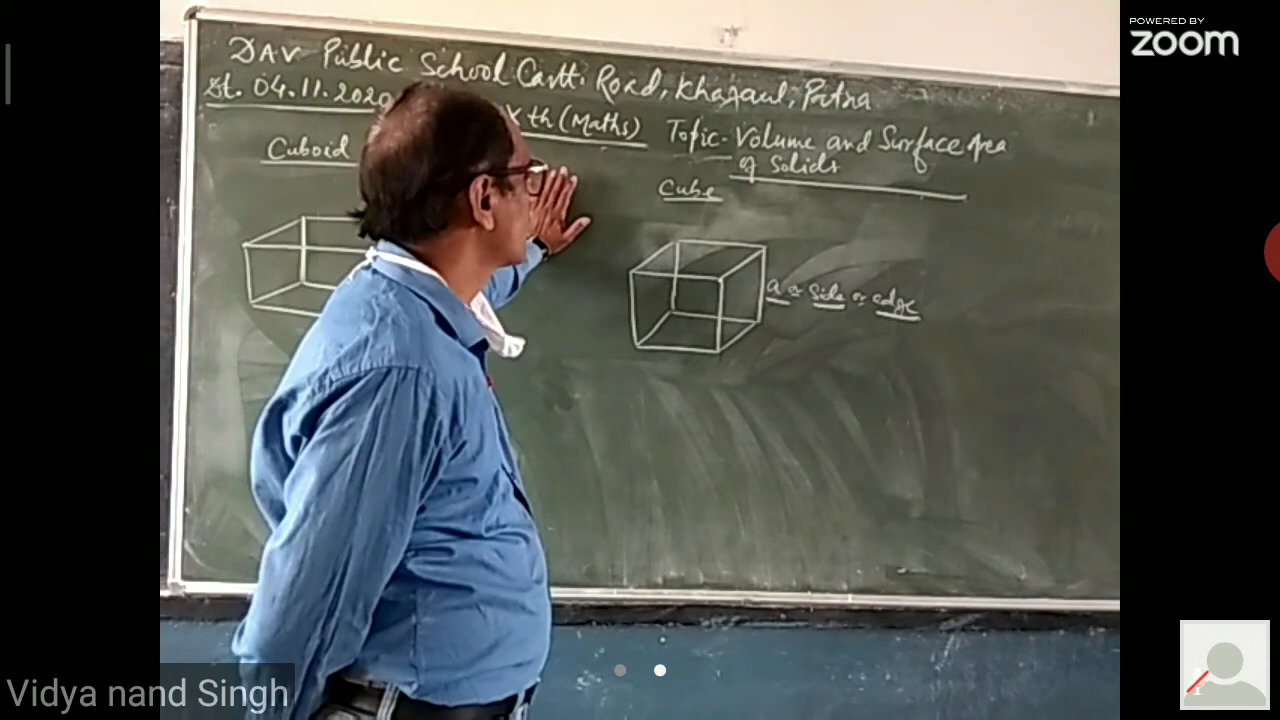 POWERED BY
zoom
DAV Public School Cantt. Road, Khagaul, Patna
Dt. 04.11.2020
Xth (Maths)
Topic - Volume and Surface Area
of Solids
Cuboid
Cube
a or side or edge
Vidya nand Singh